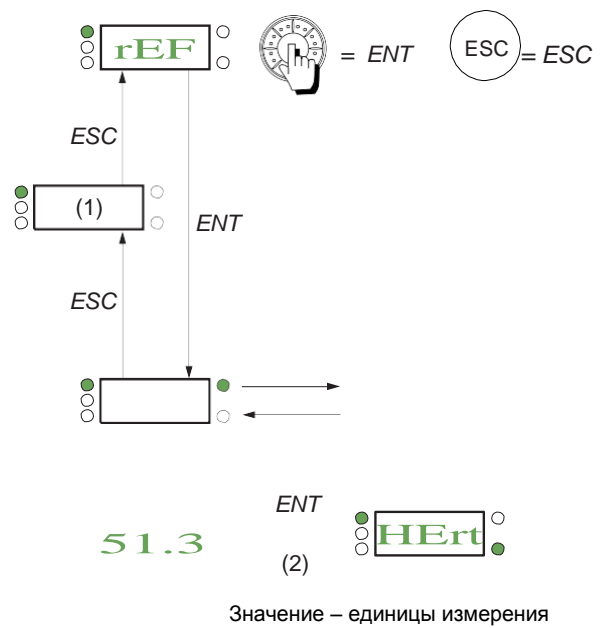 rEF
= ENT
ESC
= ESC
ESC
(1)
ENT
ESC
ENT
51.3
HErt
(2)
Значение – единицы измерения